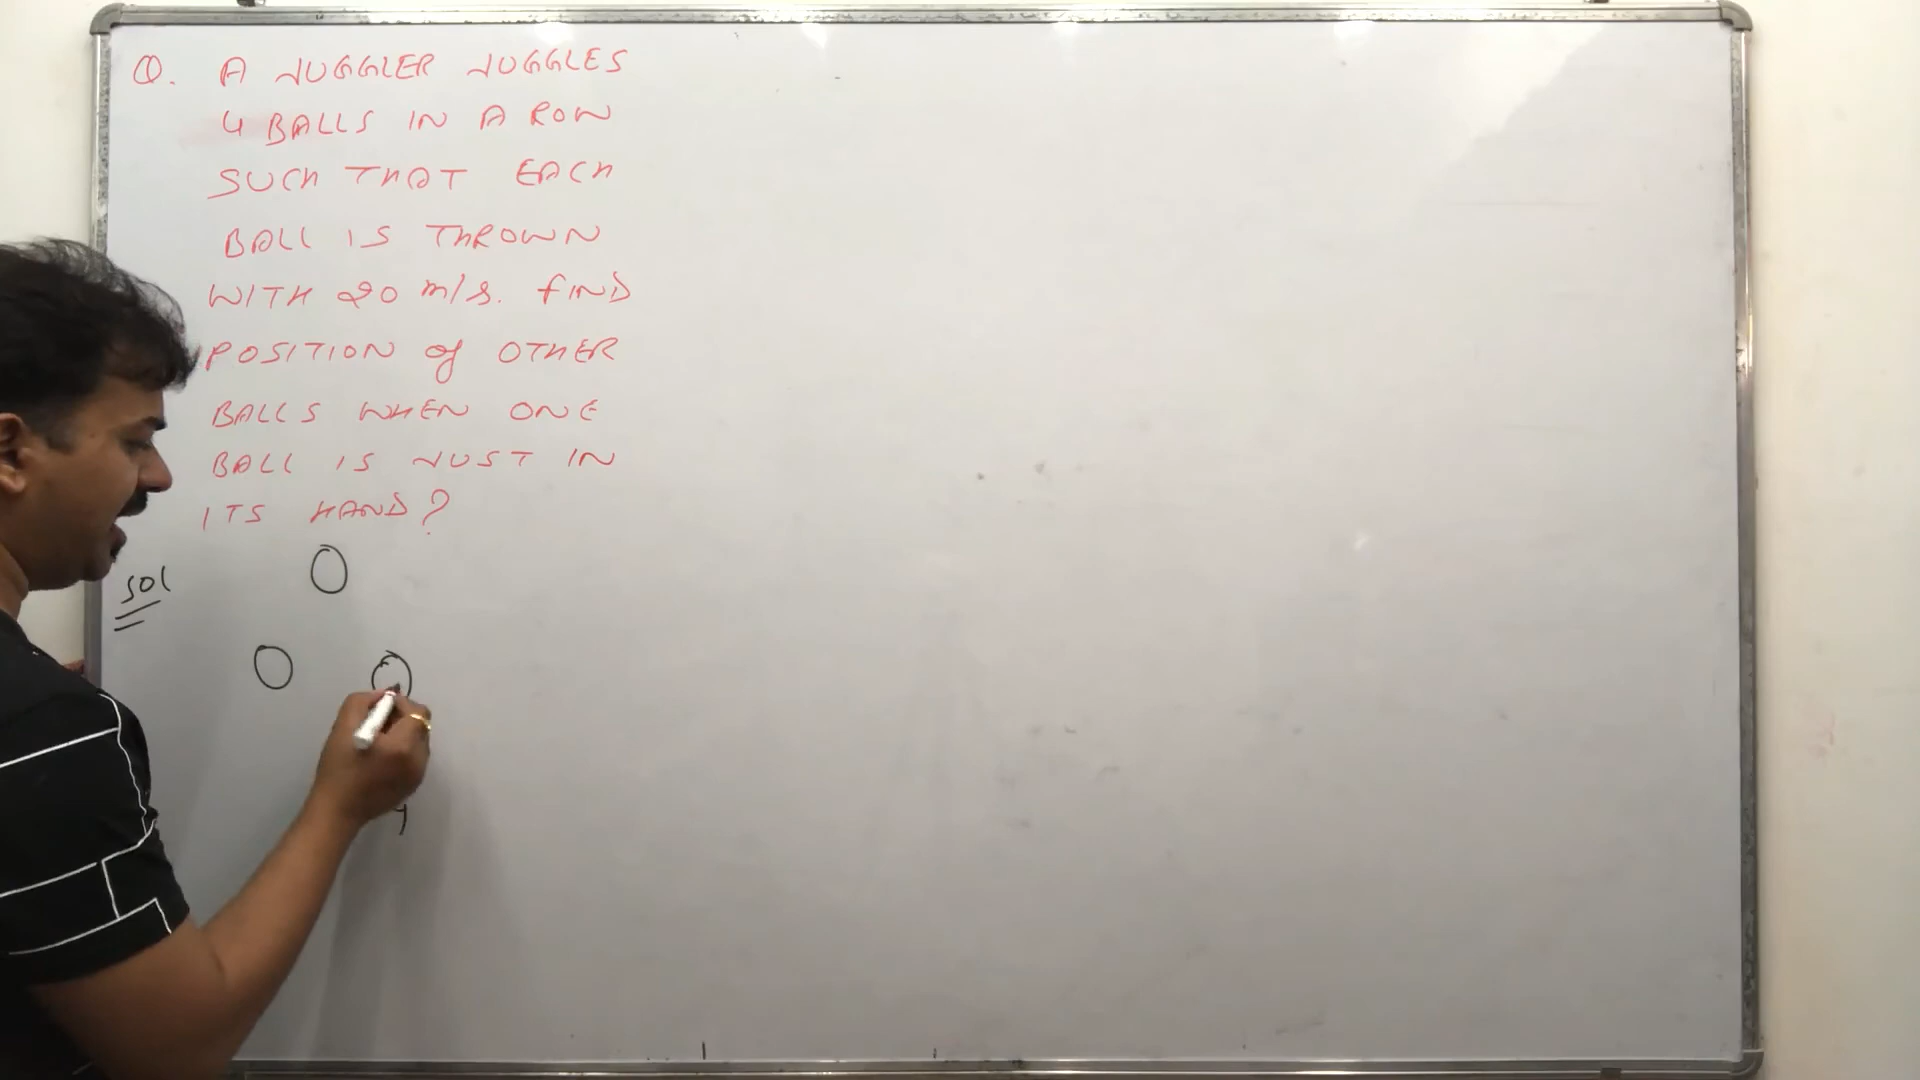 Q. A JUGGLER JUGGLES
4 BALLS IN A ROW
SUCH THAT EACH
BALL IS THROWN
WITH 20 m/s. FIND
POSITION of OTHER
BALLS WHEN ONE
BALL IS JUST IN
ITS HAND?
SOL